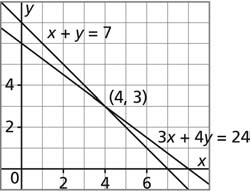 y
x + y = 7
4
(4, 3)
2
3x + 4y = 24
x
0 2 4 6